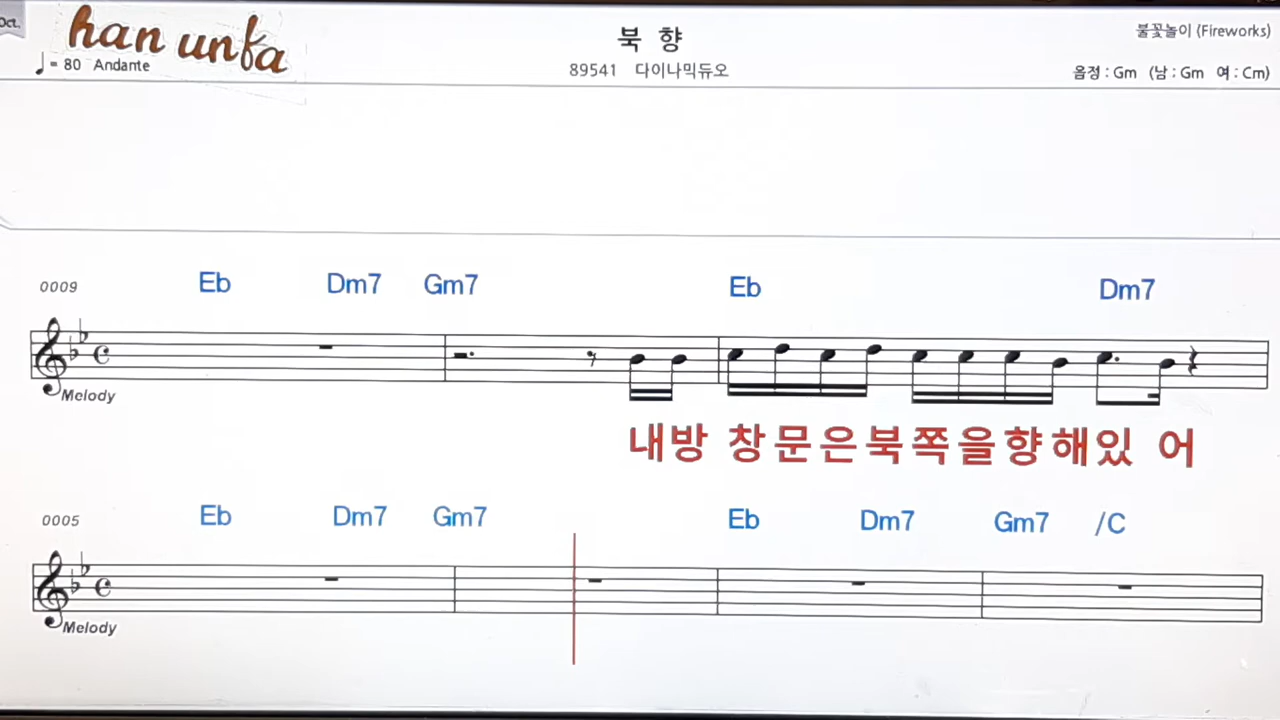 Oct.
han unfa
북 향
불꽃놀이 (Fireworks)
♩ = 80 Andante
89541 다이나믹듀오
음정 : Gm (남 : Gm 여 : Cm)
0009 Eb Dm7 Gm7 Eb Dm7
Melody
내방 창문은북쪽을향해있 어
0005 Eb Dm7 Gm7 Eb Dm7 Gm7 /C
Melody